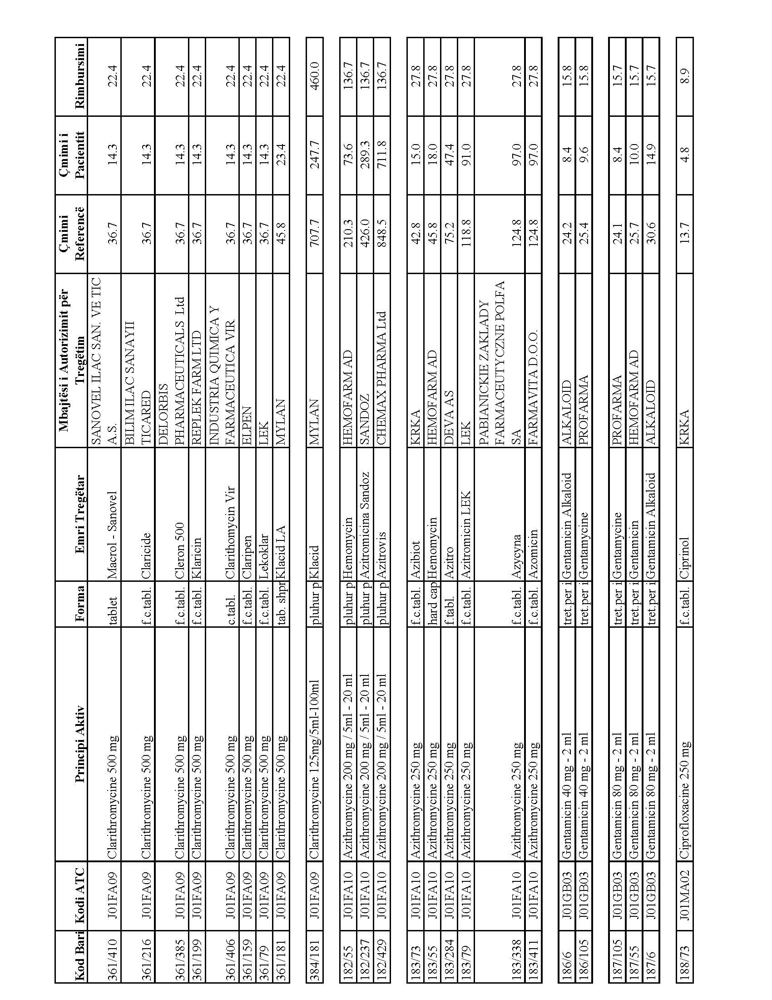 Kod Bari Kodi ATC Principi Aktiv Forma Emri Tregëtar Mbajtësi i Autorizimit për Tregëtim Çmimi Referencë Çmimi i Pacientit Rimbursimi
361/410 J01FA09 Clarithromycine 500 mg tablet Macrol - Sanovel SANOVEL ILAC SAN. VE TIC A.S. 36.7 14.3 22.4
361/216 J01FA09 Clarithromycine 500 mg f.c.tabl. Claricide BILIM ILAC SANAYII TICARED 36.7 14.3 22.4
361/385 J01FA09 Clarithromycine 500 mg f.c.tabl. Cleron 500 DELORBIS PHARMACEUTICALS Ltd 36.7 14.3 22.4
361/199 J01FA09 Clarithromycine 500 mg f.c.tabl. Klaricin REPLEK FARM LTD 36.7 14.3 22.4
361/406 J01FA09 Clarithromycine 500 mg c.tabl. Clarithomycin Vir INDUSTRIA QUIMICA Y FARMACEUTICA VIR 36.7 14.3 22.4
361/159 J01FA09 Clarithromycine 500 mg f.c.tabl. Claripen ELPEN 36.7 14.3 22.4
361/79 J01FA09 Clarithromycine 500 mg f.c.tabl. Lekoklar LEK 36.7 14.3 22.4
361/181 J01FA09 Clarithromycine 500 mg tab. shpr Klacid LA MYLAN 45.8 23.4 22.4
384/181 J01FA09 Clarithromycine 125mg/5ml-100ml pluhur p Klacid MYLAN 707.7 247.7 460.0
182/55 J01FA10 Azithromycine 200 mg / 5ml - 20 ml pluhur p Hemomycin HEMOFARM AD 210.3 73.6 136.7
182/237 J01FA10 Azithromycine 200 mg / 5ml - 20 ml pluhur p Azitromicina Sandoz SANDOZ 426.0 289.3 136.7
182/429 J01FA10 Azithromycine 200 mg / 5ml - 20 ml pluhur p Azitrovis CHEMAX PHARMA Ltd 848.5 711.8 136.7
183/73 J01FA10 Azithromycine 250 mg f.c.tabl. Azibiot KRKA 42.8 15.0 27.8
183/55 J01FA10 Azithromycine 250 mg hard cap Hemomycin HEMOFARM AD 45.8 18.0 27.8
183/284 J01FA10 Azithromycine 250 mg f.tabl. Azitro DEVA AS 75.2 47.4 27.8
183/79 J01FA10 Azithromycine 250 mg f.c.tabl. Azitromicin LEK LEK 118.8 91.0 27.8
183/338 J01FA10 Azithromycine 250 mg f.c.tabl. Azycyna PABIANICKIE ZAKLADY FARMACEUTYCZNE POLFA SA 124.8 97.0 27.8
183/411 J01FA10 Azithromycine 250 mg f.c.tabl. Azomicin FARMAVITA D.O.O. 124.8 97.0 27.8
186/6 J01GB03 Gentamicin 40 mg - 2 ml tret.per i Gentamicin Alkaloid ALKALOID 24.2 8.4 15.8
186/105 J01GB03 Gentamicin 40 mg - 2 ml tret.per i Gentamycine PROFARMA 25.4 9.6 15.8
187/105 J01GB03 Gentamicin 80 mg - 2 ml tret.per i Gentamycine PROFARMA 24.1 8.4 15.7
187/55 J01GB03 Gentamicin 80 mg - 2 ml tret.per i Gentamicin HEMOFARM AD 25.7 10.0 15.7
187/6 J01GB03 Gentamicin 80 mg - 2 ml tret.per i Gentamicin Alkaloid ALKALOID 30.6 14.9 15.7
188/73 J01MA02 Ciprofloxacine 250 mg f.c.tabl. Ciprinol KRKA 13.7 4.8 8.9